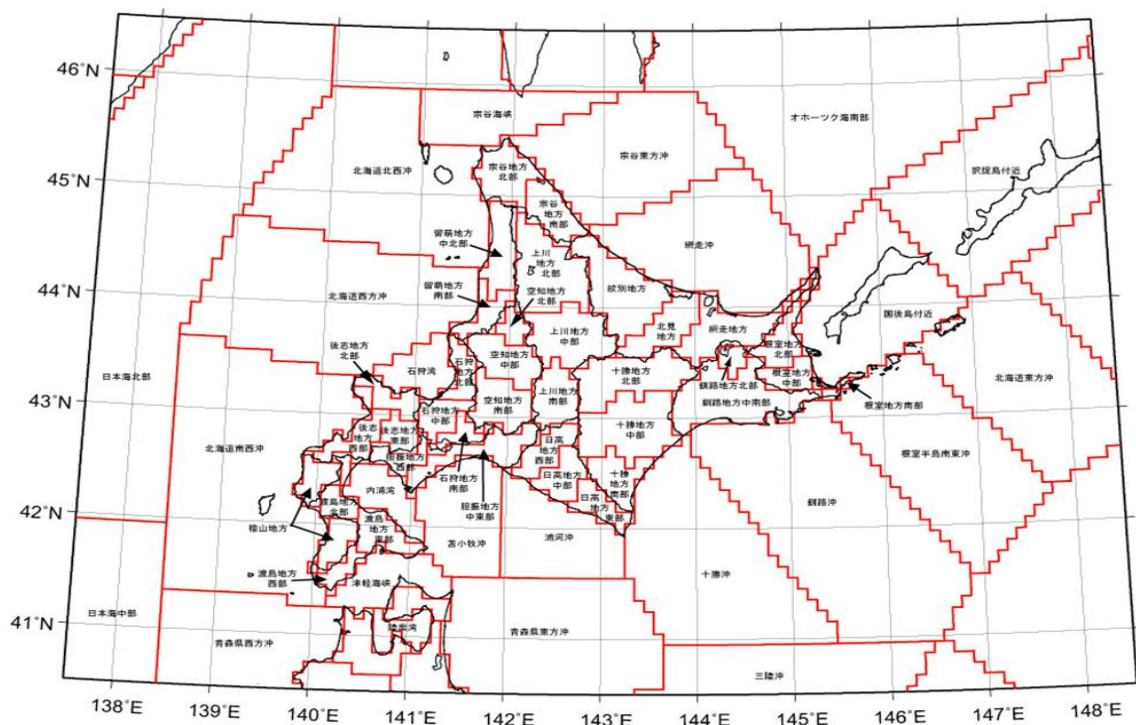 46°N
45°N
44°N
43°N
42°N
41°N
宗谷海峡
オホーツク海南部
宗谷東方沖
北海道北西沖
宗谷地方
北部
択捉島付近
宗谷
地方
南部
留萌地方
中北部
網走沖
上川
地方
北部
留萌地方
南部
空知地方
北部
紋別地方
北海道西方沖
国後島付近
北見
地方
網走地方
上川地方
中部
後志地方
北部
根室地方
北部
石狩湾
石狩
地方
北部
空知地方
中部
十勝地方
北部
根室地方
中部
日本海北部
釧路地方北部
北海道東方沖
根室地方南部
上川地方
南部
空知地方
南部
釧路地方中南部
石狩地方
中部
後志
地方
西部
後志地方
東部
十勝地方
中部
北海道南西沖
日高
地方
西部
根室半島南東沖
胆振地方
西部
石狩地方
南部
日高地方
中部
十勝
地方
南部
内浦湾
渡島地方
北部
日高
地方
東部
胆振地方
中東部
釧路沖
檜山地方
渡島
地方
東部
苫小牧沖
浦河沖
渡島地方
西部
津軽海峡
十勝沖
日本海中部
陸奥湾
青森県東方沖
青森県西方沖
三陸沖
138°E
139°E
140°E
141°E
142°E
143°E
144°E
145°E
146°E
147°E
148°E